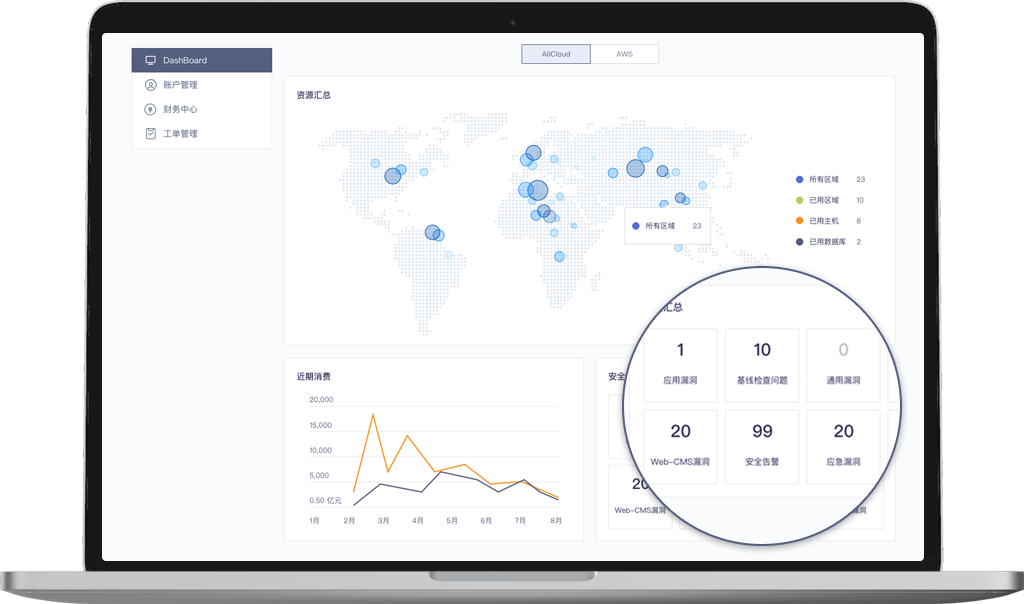 DashBoard
账户管理
财务中心
工单管理
AliCloud
AWS
资源汇总
所有区域 23
已用区域 10
已用主机 8
已用数据库 2
所有区域 23
近期消费
20,000
15,000
10,000
5,000
0.50 亿元
1月 2月 3月 4月 5月 6月 7月 8月
安全
汇总
1
应用漏洞
10
基线检查问题
0
通用漏洞
20
Web-CMS漏洞
99
安全告警
20
应急漏洞
20
Web-CMS漏洞